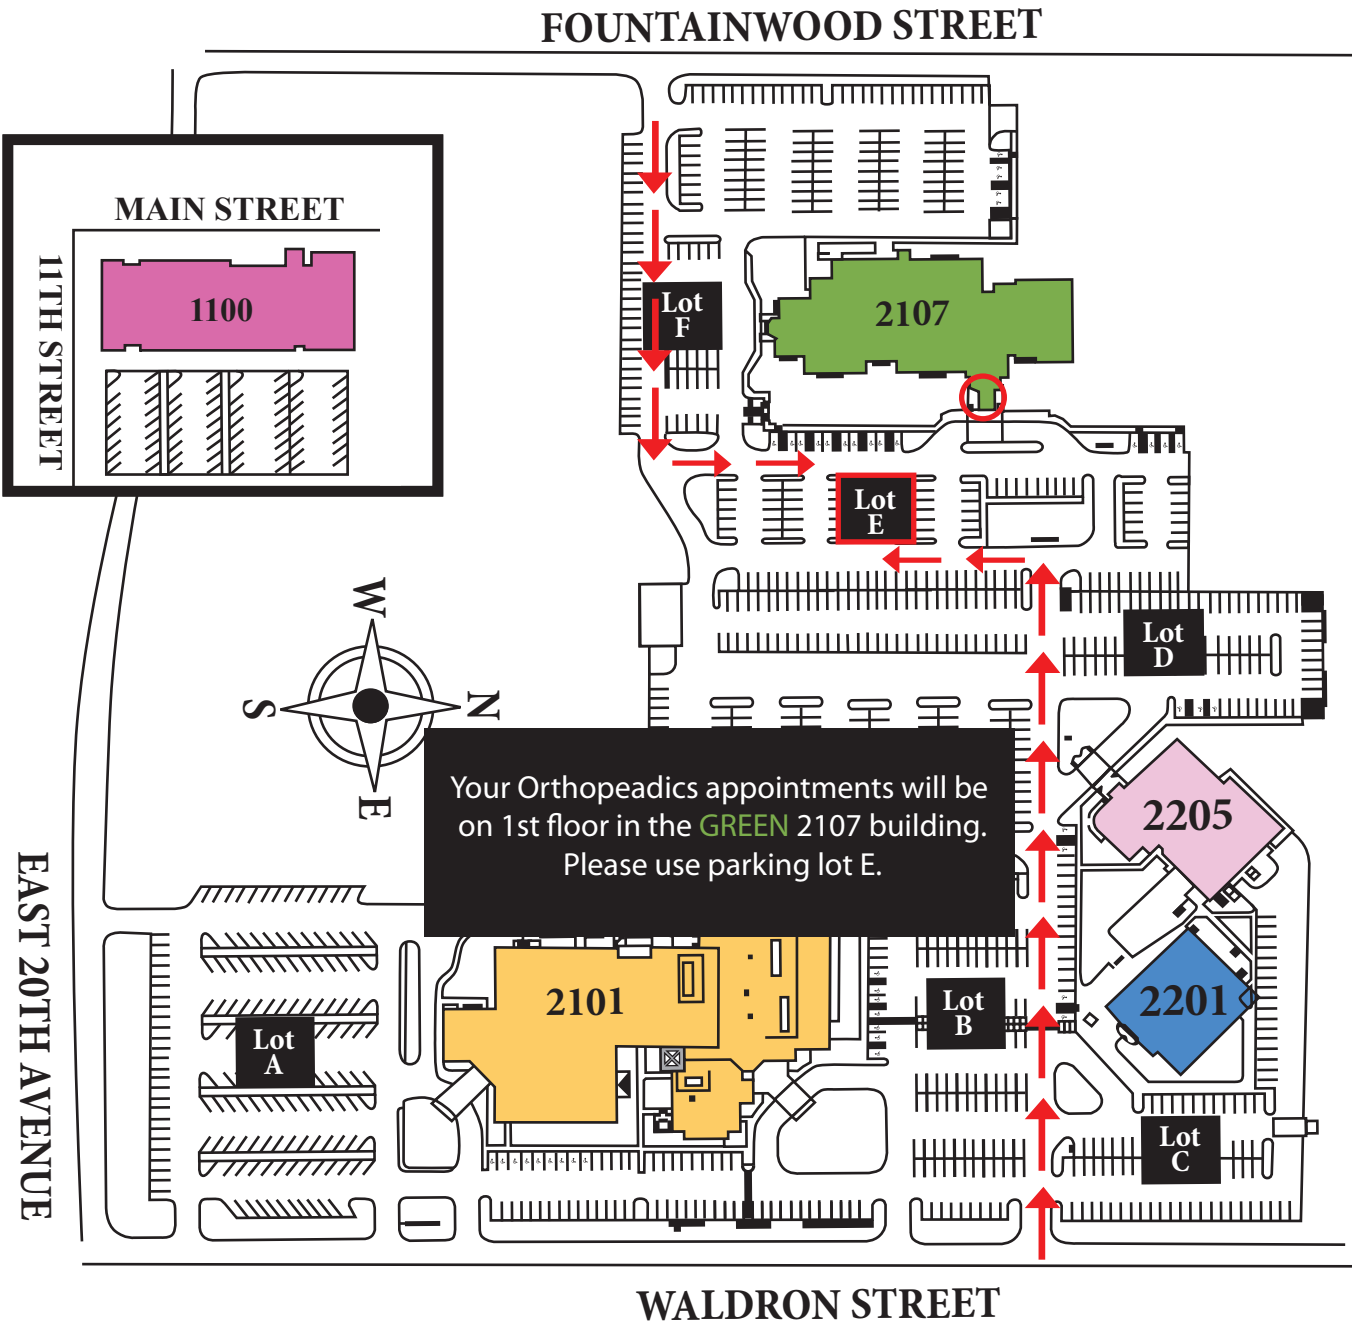 FOUNTAINWOOD STREET
MAIN STREET
11TH STREET
1100
Lot
F
2107
Lot
E
Lot
D
W
S
N
E
Your Orthopeadics appointments will be
on 1st floor in the GREEN 2107 building.
Please use parking lot E.
2205
EAST 20TH AVENUE
2101
Lot
A
Lot
B
2201
Lot
C
WALDRON STREET